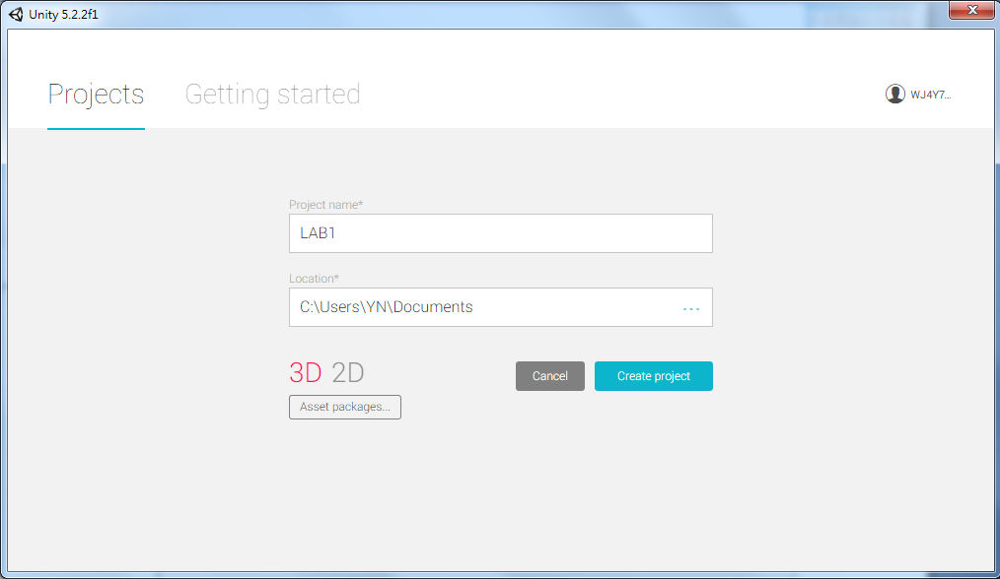 Unity 5.2.2f1
Projects
Getting started
WJ4Y7...
Project name*
LAB1
Location*
C:\Users\YN\Documents
...
3D 2D
Cancel
Create project
Asset packages...